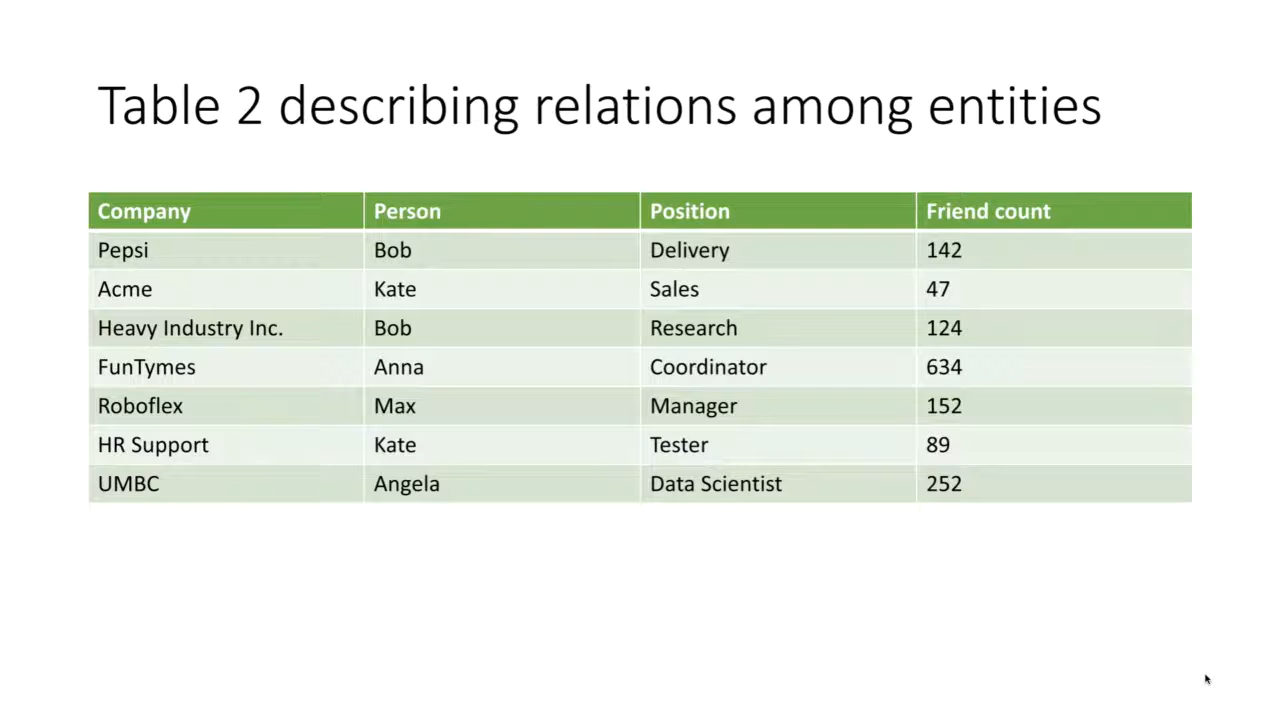 Table 2 describing relations among entities
Company Person Position Friend count
Pepsi Bob Delivery 142
Acme Kate Sales 47
Heavy Industry Inc. Bob Research 124
FunTymes Anna Coordinator 634
Roboflex Max Manager 152
HR Support Kate Tester 89
UMBC Angela Data Scientist 252